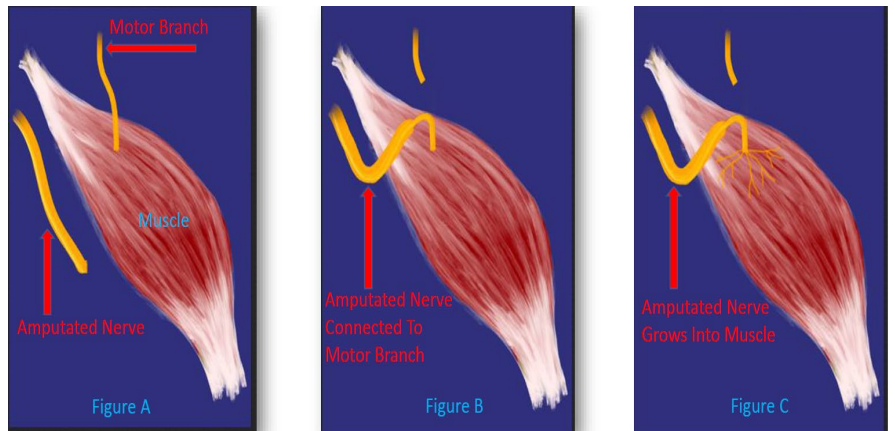 Motor Branch
Muscle
Amputated Nerve
Figure A
Amputated Nerve
Connected To
Motor Branch
Figure B
Amputated Nerve
Grows Into Muscle
Figure C